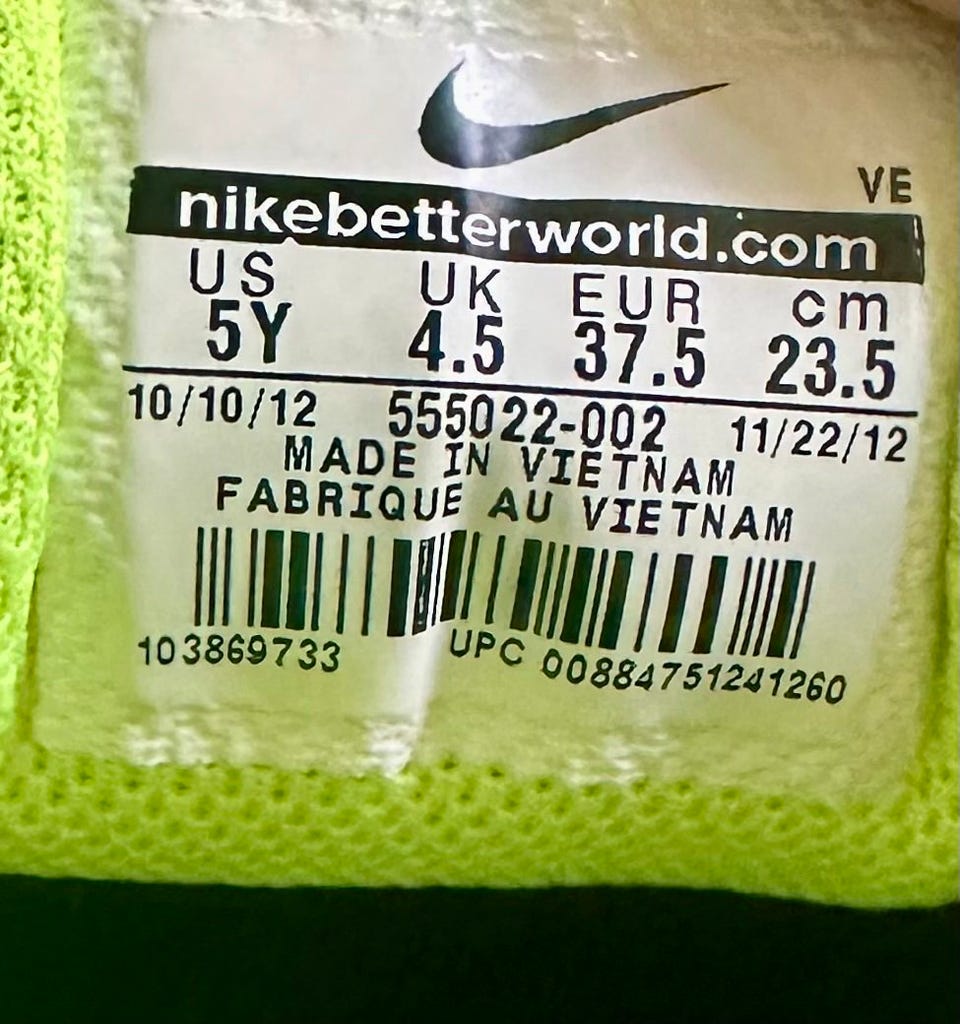 VE
nikebetterworld.com
US UK EUR cm
5Y 4.5 37.5 23.5
10/10/12 555022-002 11/22/12
MADE IN VIETNAM
FABRIQUE AU VIETNAM
103869733 UPC 00884751241260